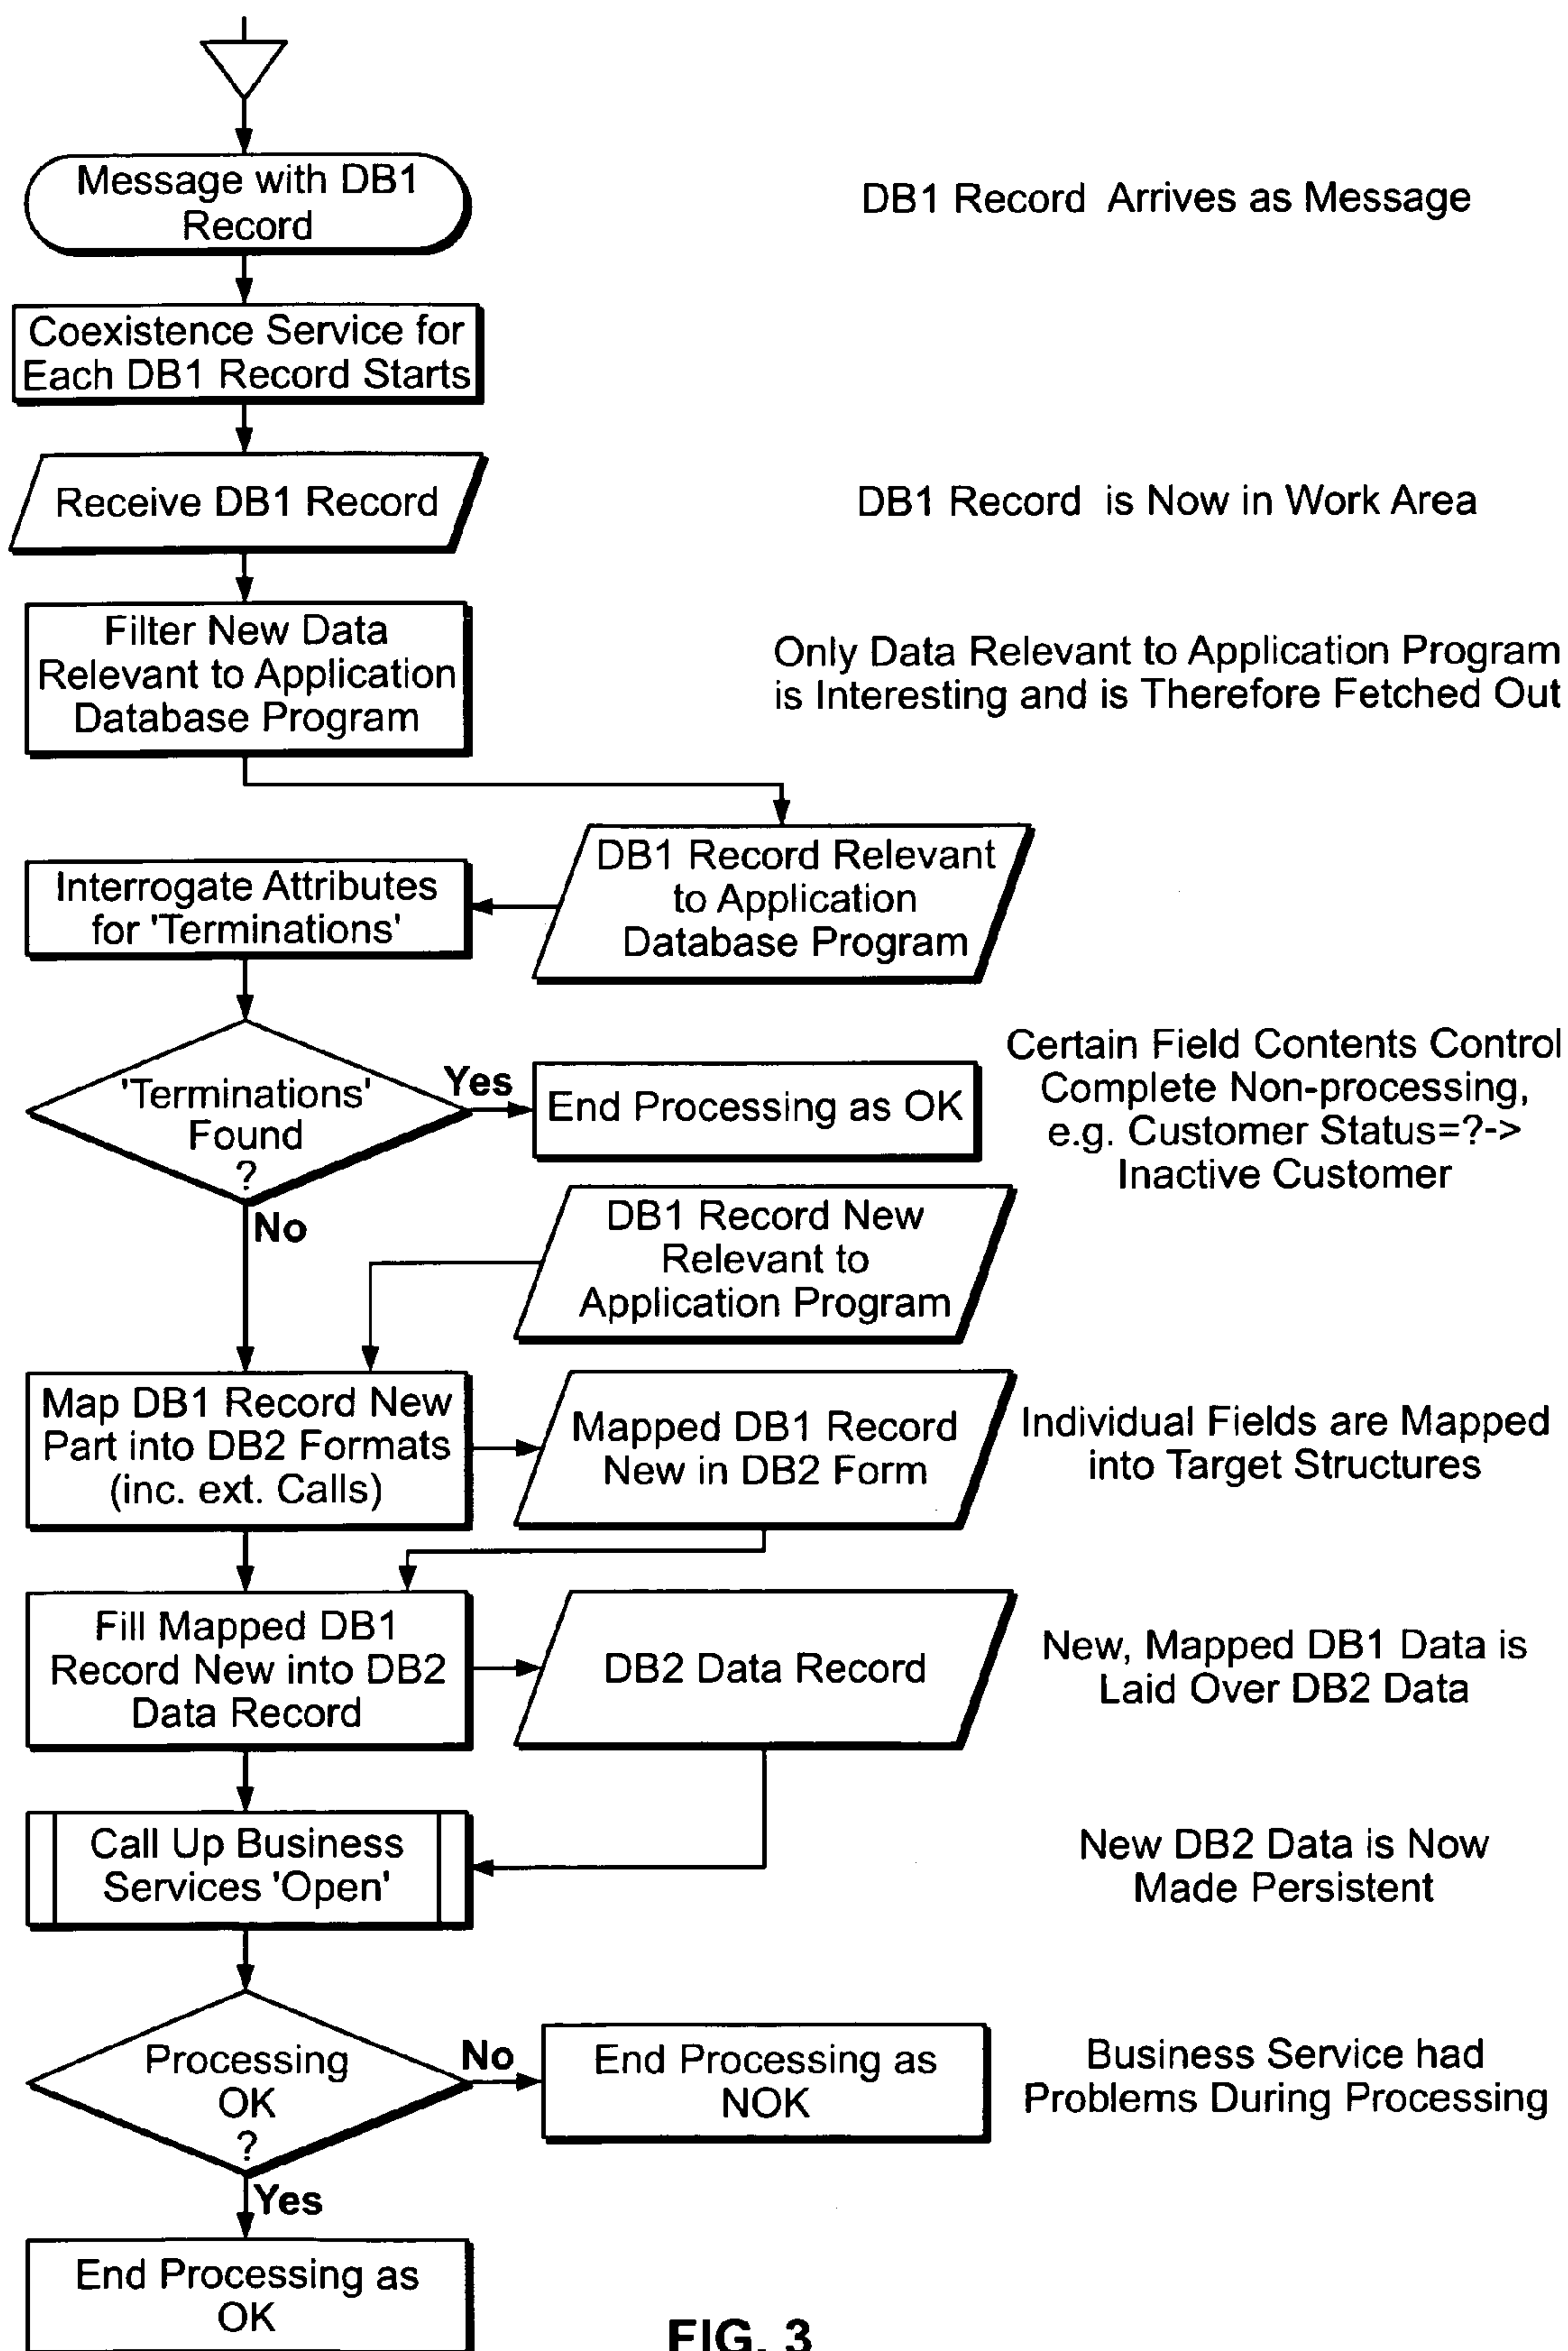 Message with DB1
Record
DB1 Record Arrives as Message
Coexistence Service for
Each DB1 Record Starts
Receive DB1 Record
DB1 Record is Now in Work Area
Filter New Data
Relevant to Application
Database Program
Only Data Relevant to Application Program
is Interesting and is Therefore Fetched Out
DB1 Record Relevant
to Application
Database Program
Interrogate Attributes
for 'Terminations'
'Terminations'
Found
?
Yes
End Processing as OK
Certain Field Contents Control
Complete Non-processing,
e.g. Customer Status=?->
Inactive Customer
No
DB1 Record New
Relevant to
Application Program
Map DB1 Record New
Part into DB2 Formats
(inc. ext. Calls)
Mapped DB1 Record
New in DB2 Form
Individual Fields are Mapped
into Target Structures
Fill Mapped DB1
Record New into DB2
Data Record
DB2 Data Record
New, Mapped DB1 Data is
Laid Over DB2 Data
Call Up Business
Services 'Open'
New DB2 Data is Now
Made Persistent
Processing
OK
?
No
End Processing as
NOK
Business Service had
Problems During Processing
Yes
End Processing as
OK
FIG. 3